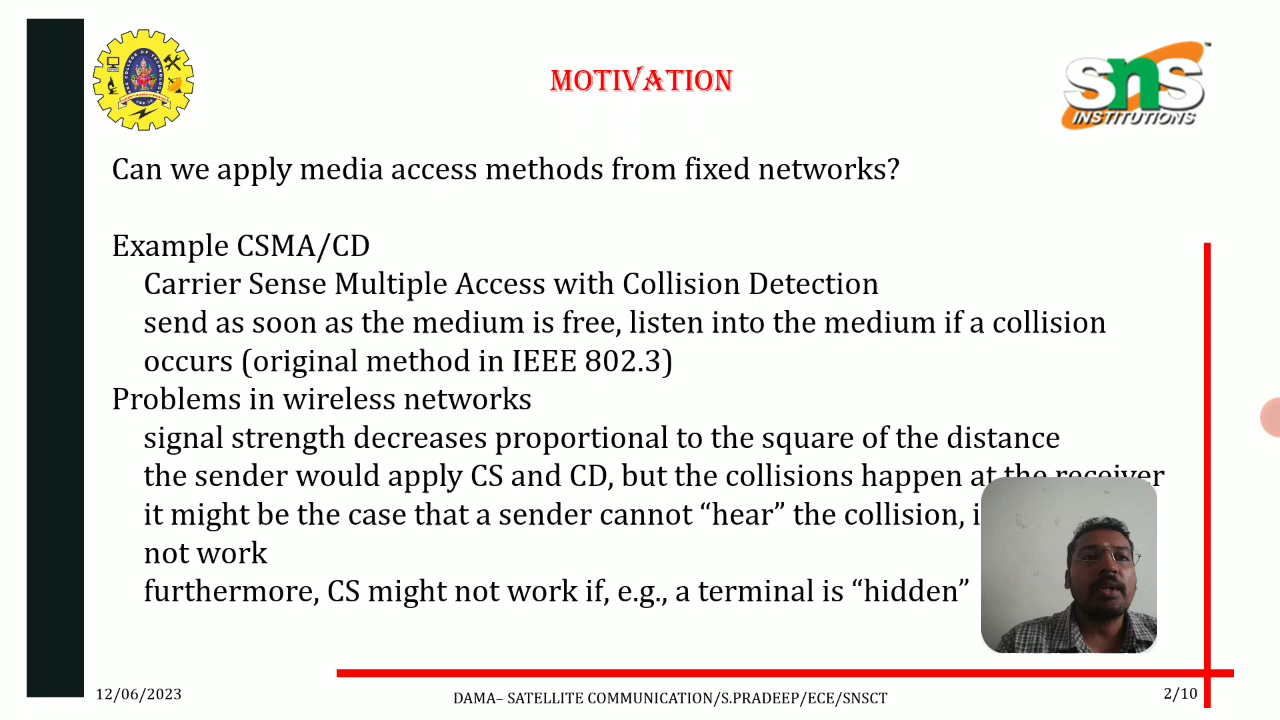 MOTIVATION
SNS
INSTITUTIONS
Can we apply media access methods from fixed networks?
Example CSMA/CD
Carrier Sense Multiple Access with Collision Detection
send as soon as the medium is free, listen into the medium if a collision
occurs (original method in IEEE 802.3)
Problems in wireless networks
signal strength decreases proportional to the square of the distance
the sender would apply CS and CD, but the collisions happen at the receiver
it might be the case that a sender cannot “hear” the collision,
not work
furthermore, CS might not work if, e.g., a terminal is “hidden”
12/06/2023
DAMA– SATELLITE COMMUNICATION/S.PRADEEP/ECE/SNSCT
2/10